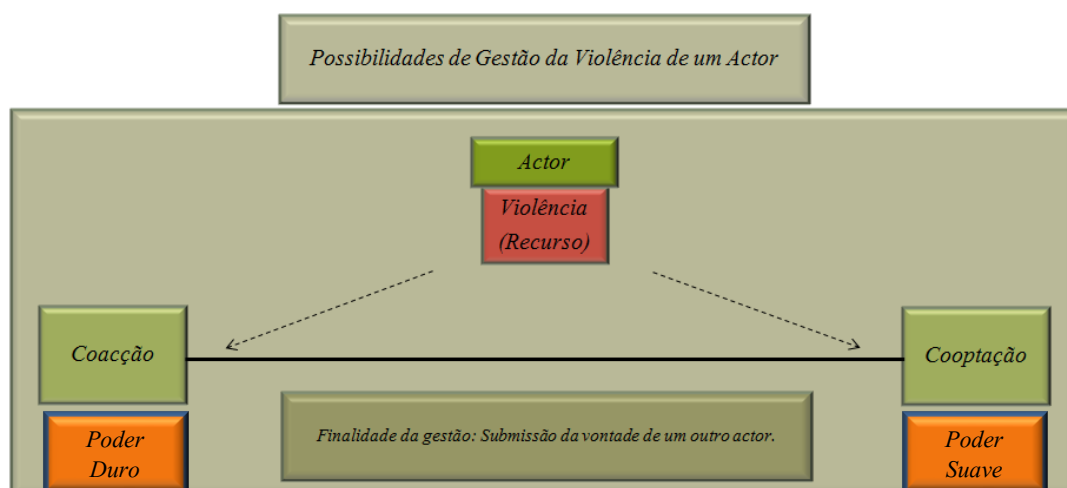 Possibilidades de Gestão da Violência de um Actor
Actor
Violência
(Recurso)
Coacção
Cooptação
Finalidade da gestão: Submissão da vontade de um outro actor.
Poder
Duro
Poder
Suave